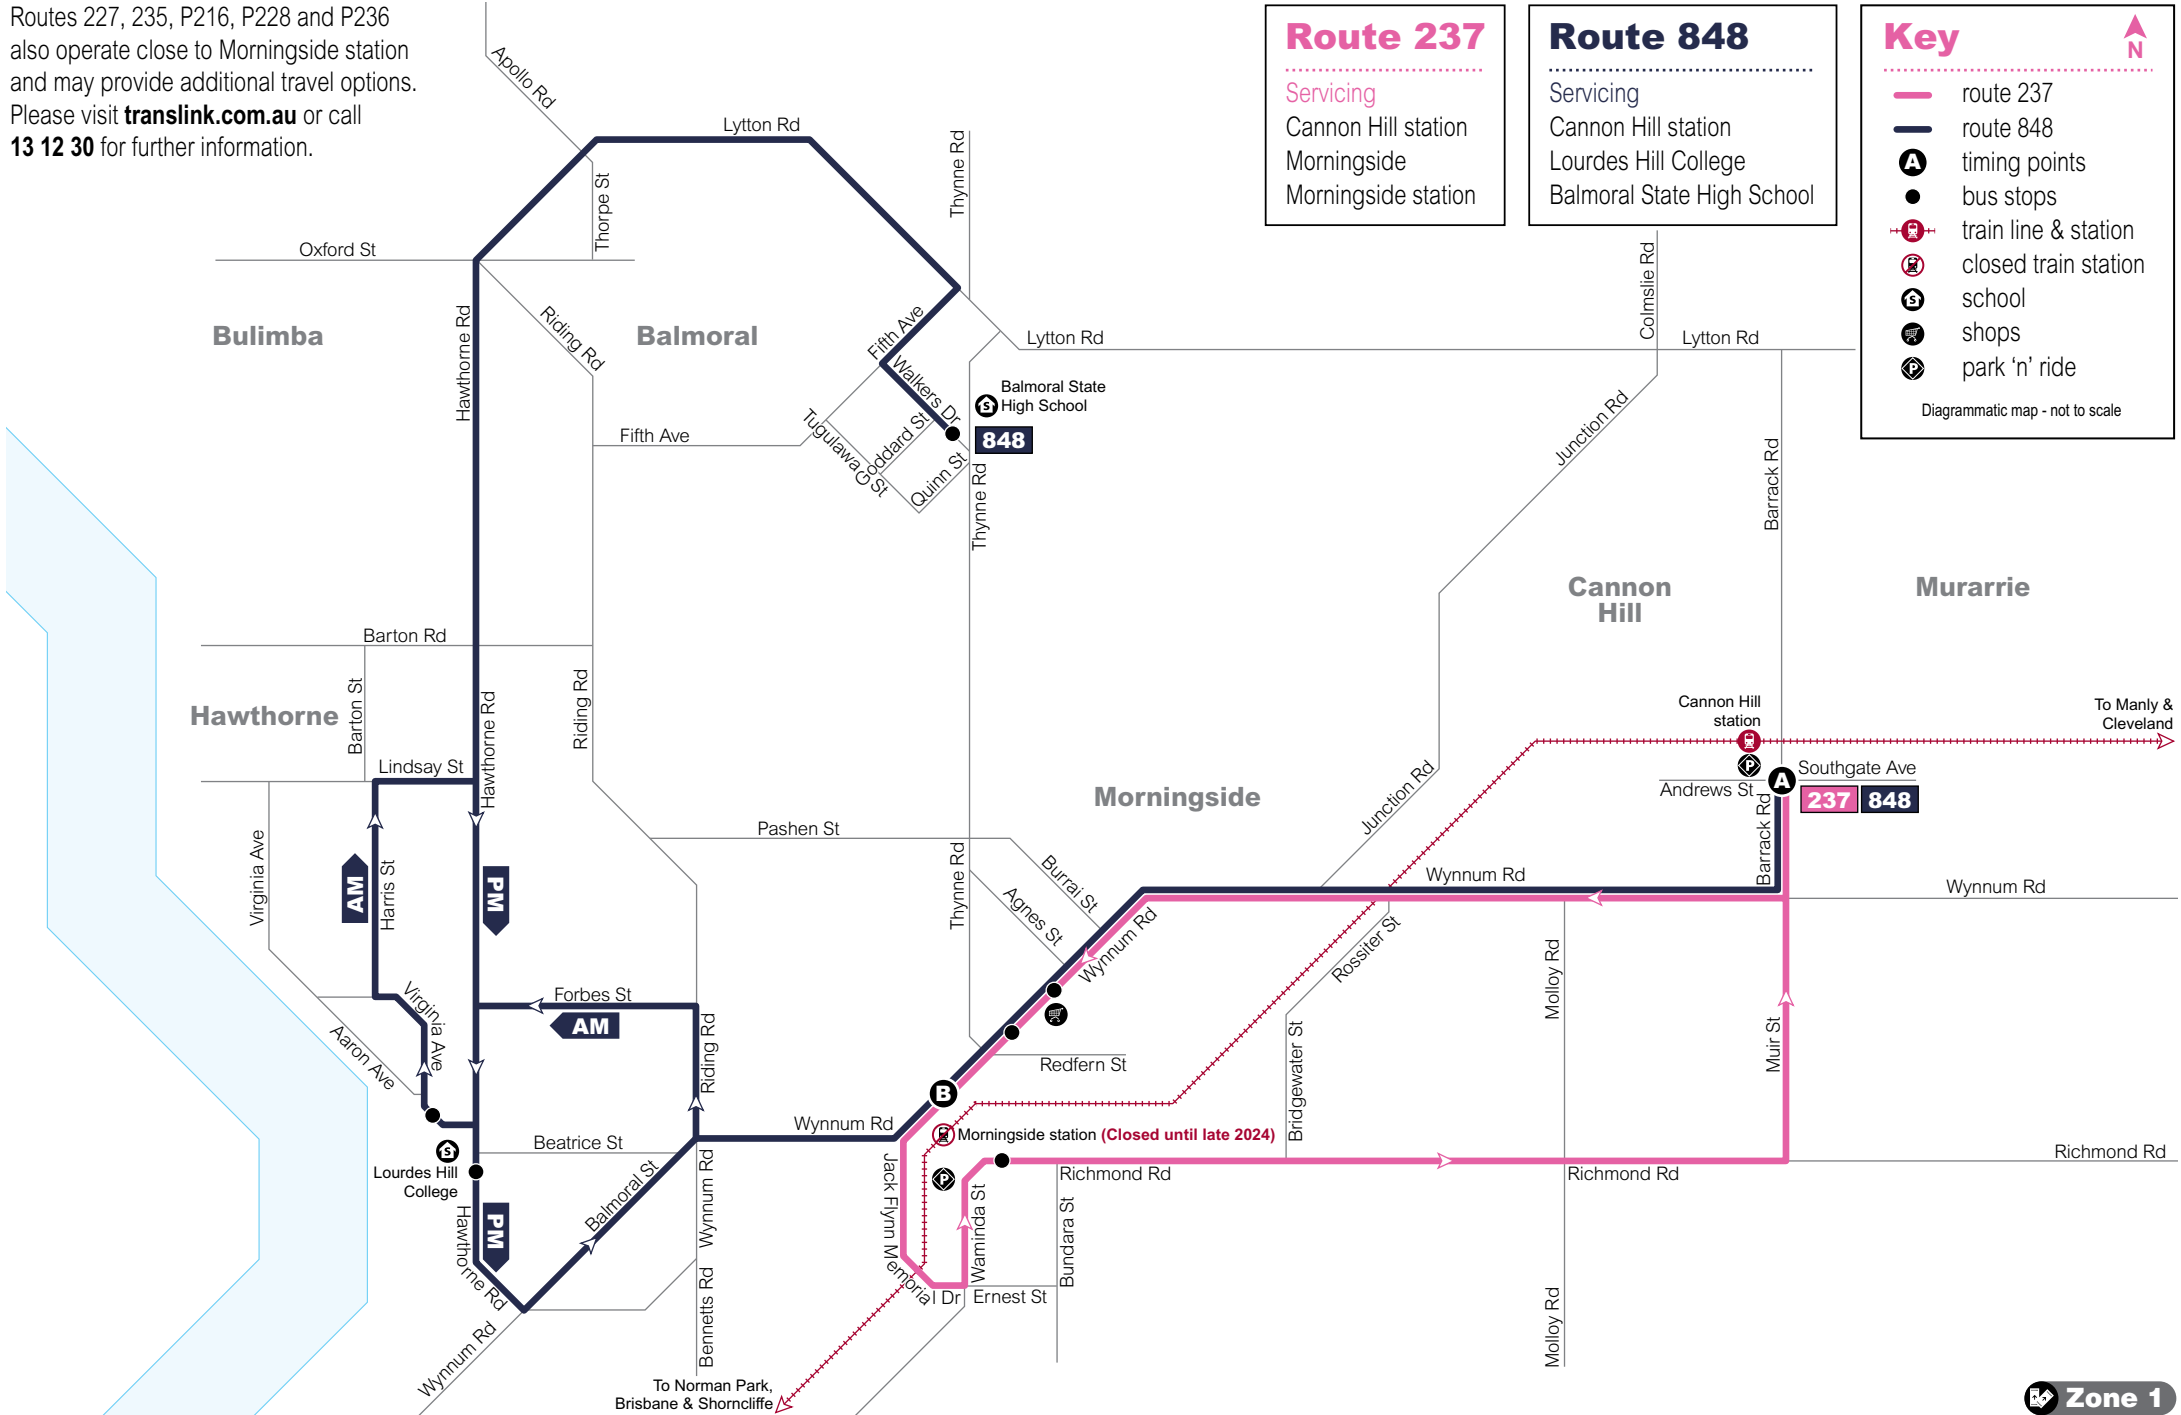 Routes 227, 235, P216, P228 and P236
also operate close to Morningside station
and may provide additional travel options.
Please visit translink.com.au or call
13 12 30 for further information.
Route 237
Servicing
Cannon Hill station
Morningside
Morningside station
Route 848
Servicing
Cannon Hill station
Lourdes Hill College
Balmoral State High School
Key
N
route 237
route 848
A timing points
bus stops
train line & station
closed train station
S school
shops
P park ‘n’ ride
Diagrammatic map - not to scale
Apollo Rd
Lytton Rd
Thorpe St
Thynne Rd
Oxford St
Colmslie Rd
Hawthorne Rd
Riding Rd
Bulimba
Balmoral
Fifth Ave
Lytton Rd
Lytton Rd
Walkers Dr
S
Balmoral State
High School
848
Fifth Ave
Tugulawa St
Goddard St
Quinn St
Thynne Rd
Junction Rd
Barrack Rd
Cannon
Hill
Murarrie
Barton Rd
Barton St
Hawthorne
Hawthorne Rd
Riding Rd
Cannon Hill
station
To Manly &
Cleveland
P
Lindsay St
A
Southgate Ave
Andrews St
237
848
Morningside
Junction Rd
Barrack Rd
Pashen St
Virginia Ave
AM
Harris St
PM
Thynne Rd
Burrai St
Agnes St
Wynnum Rd
Wynnum Rd
Wynnum Rd
Rossiter St
Molloy Rd
Virginia Ave
Forbes St
AM
Aaron Ave
Riding Rd
Redfern St
Bridgewater St
Muir St
B
Wynnum Rd
Morningside station (Closed until late 2024)
Beatrice St
S
Lourdes Hill
College
Balmoral St
Wynnum Rd
Jack Flynn Memorial Dr
P
Waminda St
Richmond Rd
Richmond Rd
Richmond Rd
Bundara St
PM
Hawthorne Rd
Ernest St
Bennetts Rd
Molloy Rd
Wynnum Rd
To Norman Park,
Brisbane & Shorncliffe
Zone 1